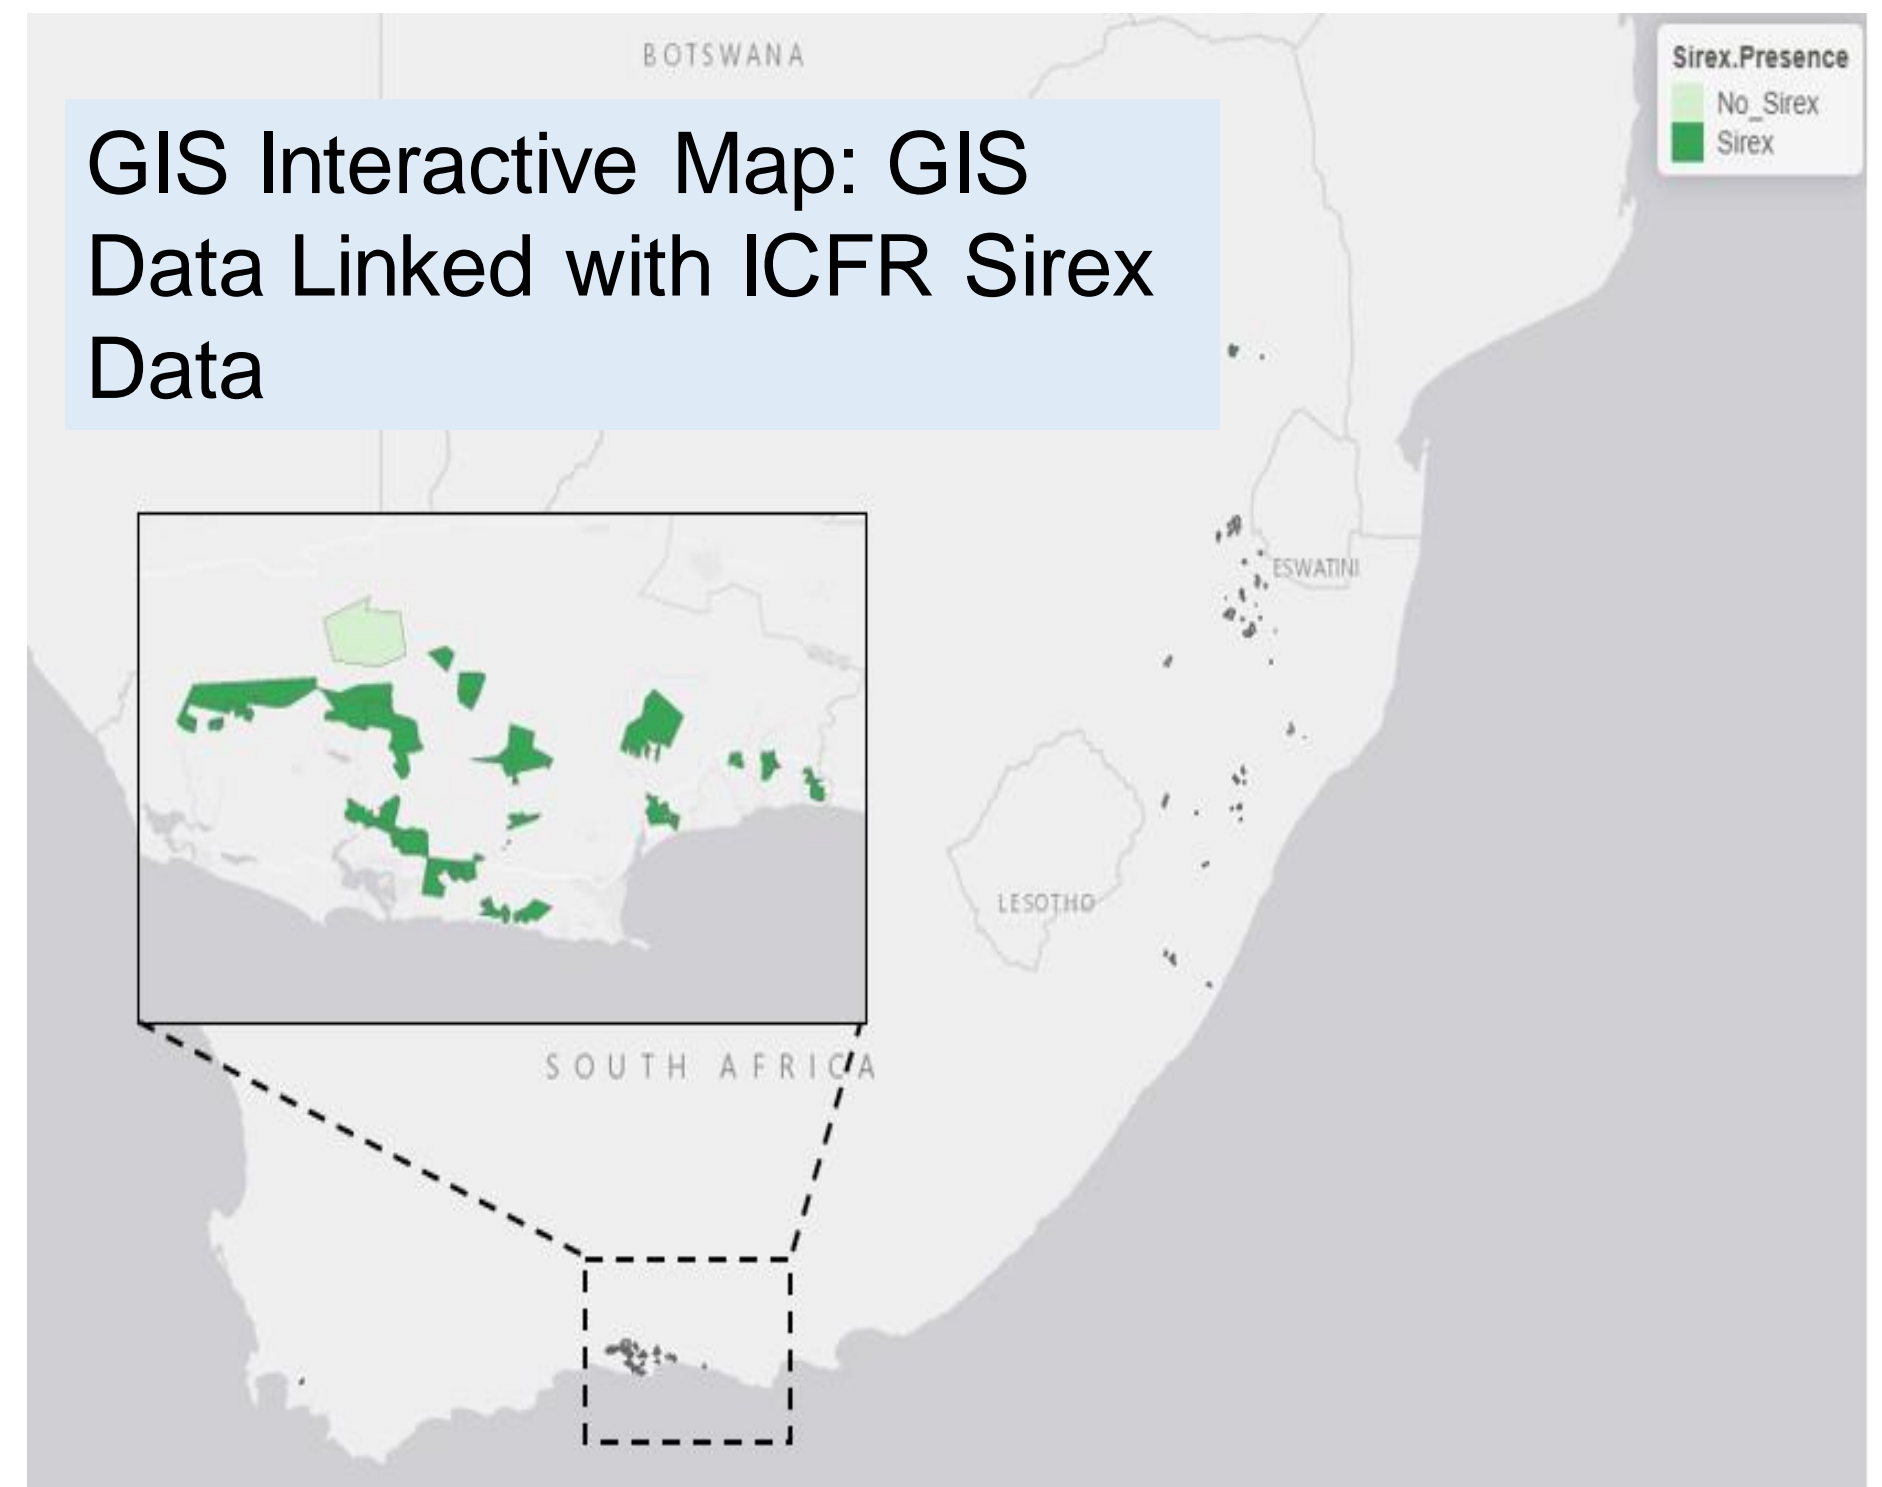 BOTSWANA
Sirex.Presence
No_Sirex
Sirex
GIS Interactive Map: GIS
Data Linked with ICFR Sirex
Data
ESWATINI
LESOTHO
SOUTH AFRICA